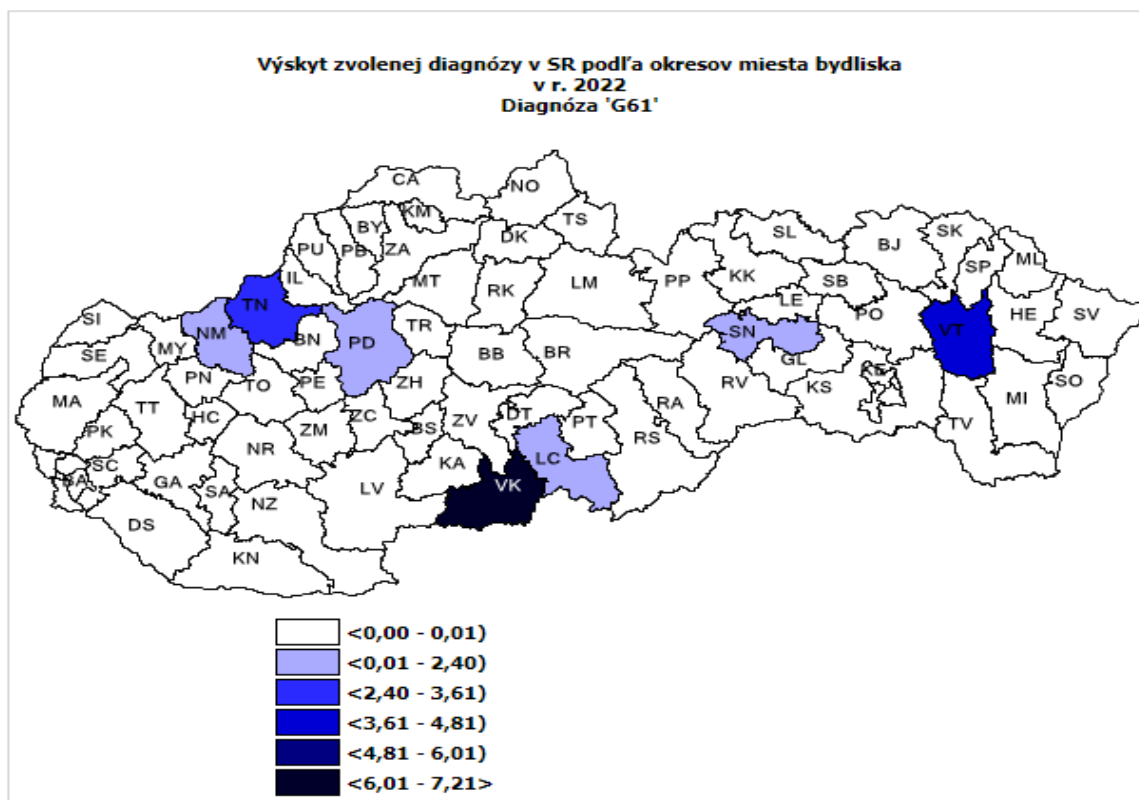 Výskyt zvolenej diagnózy v SR podľa okresov miesta bydliska
v r. 2022
Diagnóza 'G61'
CA
NO
KM
TS
BY
DK
SL
SK
BJ
PU
PB
ZA
SP
ML
IL
MT
KK
SB
PP
LM
RK
TN
LE
PO
HE
SV
SI
NM
BN
PD
TR
SN
VT
MY
SE
BB
BR
GL
KE
PN
TO
PE
ZH
RV
KS
SO
MA
TT
HC
ZC
DT
RA
MI
PK
ZM
BS
ZV
PT
TV
NR
RS
SC
KA
LC
BA
GA
SA
LV
VK
NZ
DS
KN
<0,00 - 0,01)
<0,01 - 2,40)
<2,40 - 3,61)
<3,61 - 4,81)
<4,81 - 6,01)
<6,01 - 7,21>